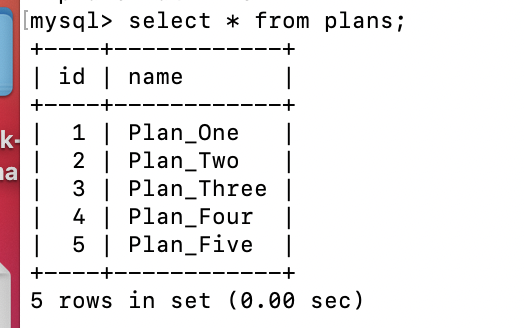 mysql> select * from plans;
+----+------------+
| id | name       |
+----+------------+
|  1 | Plan_One   |
|  2 | Plan_Two   |
|  3 | Plan_Three |
|  4 | Plan_Four  |
|  5 | Plan_Five  |
+----+------------+
5 rows in set (0.00 sec)
k-
na